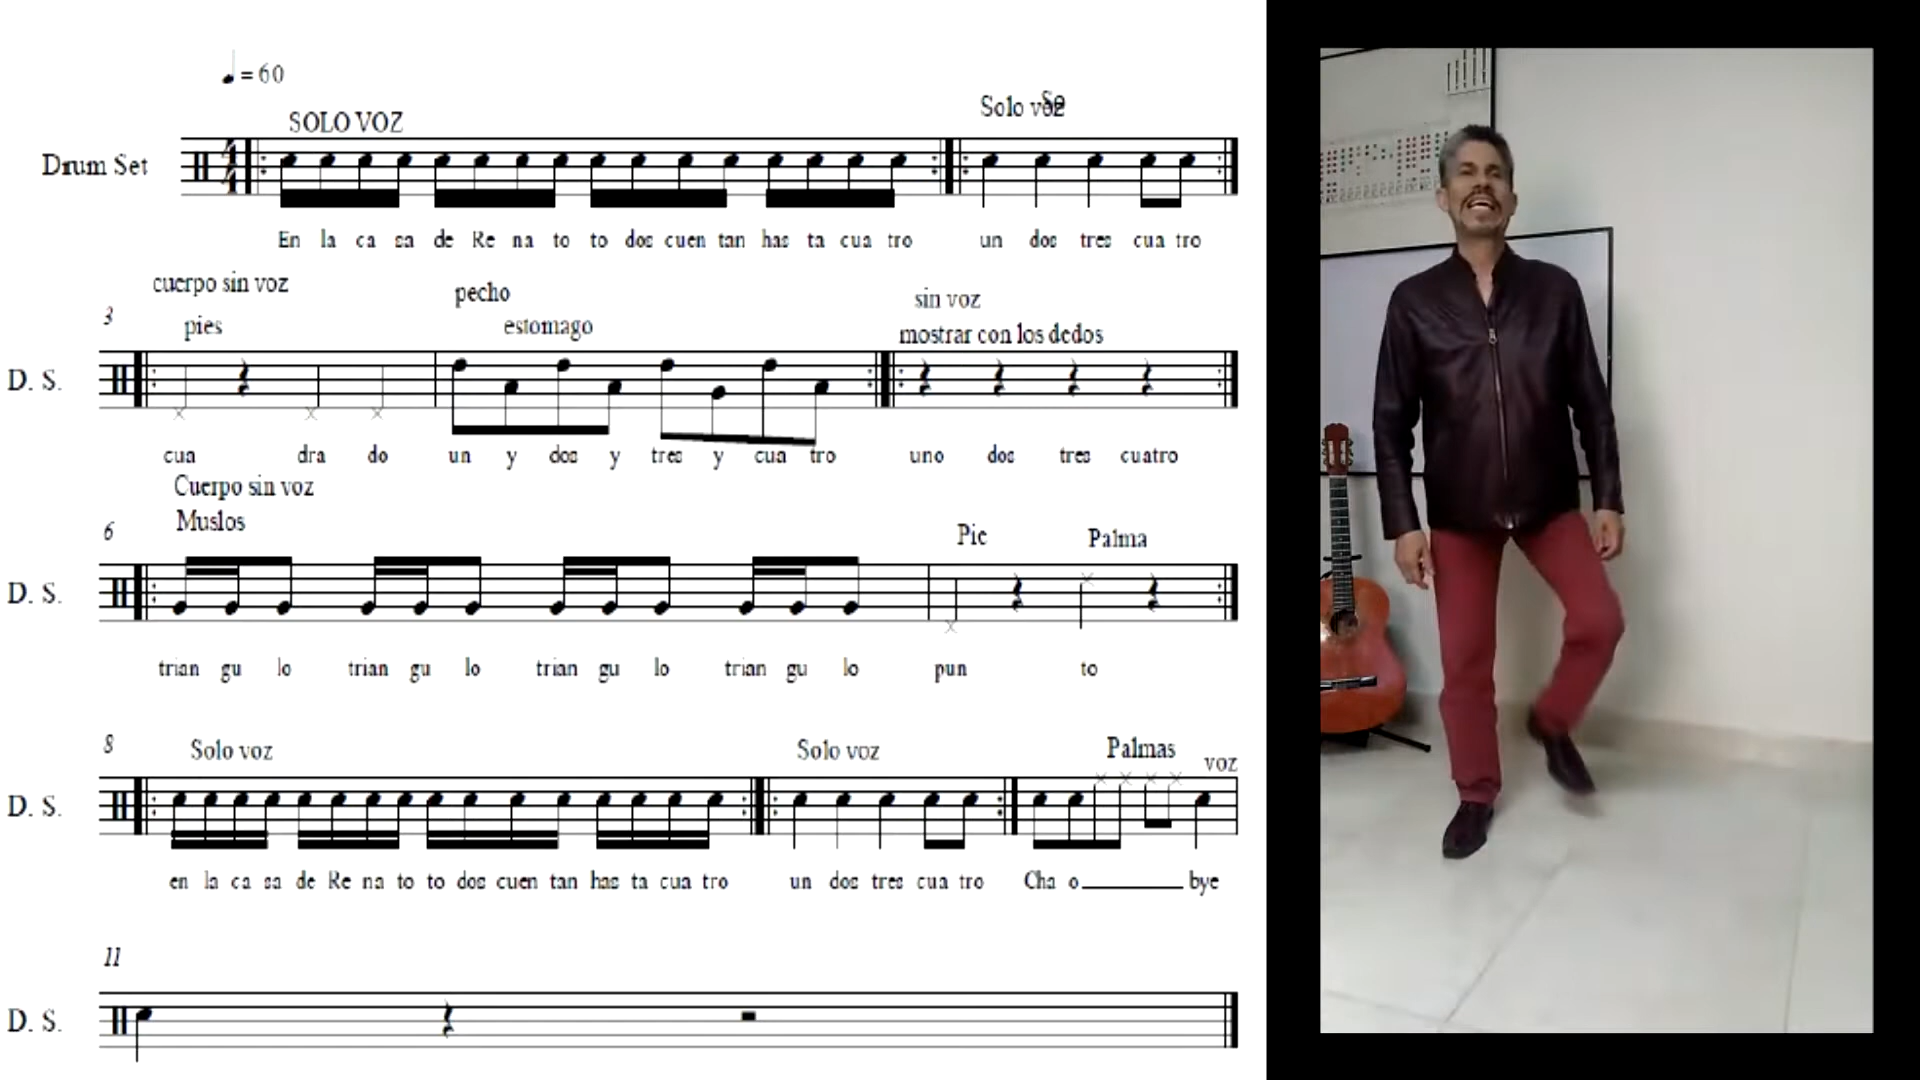 = 60
SOLO VOZ
Solo voz
So
Drum Set
4
4
En la ca sa de Re na to to dos cuen tan has ta cua tro un dos tres cua tro
cuerpo sin voz
pecho
sin voz
3
pies
estomago
mostrar con los dedos
D. S.
cua dra do un y dos y tres y cua tro uno dos tres cuatro
Cuerpo sin voz
Muslos
6
Pie
Palma
D. S.
trian gu lo trian gu lo trian gu lo trian gu lo pun to
8
Solo voz
Solo voz
Palmas
voz
D. S.
en la ca sa de Re na to to dos cuen tan has ta cua tro un dos tres cua tro Cha o bye
11
D. S.